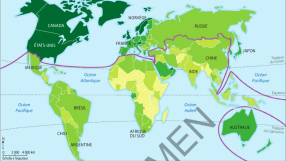 NORVÈGE
RUSSIE
CANADA
FRANCE
ÉTATS-UNIS
JAPON
CHINE
Océan
Atlantique
MEXIQUE
INDE
Océan
Pacifique
Océan
Pacifique
Océan
Indien
BRÉSIL
AUSTRALIE
CHILI
AFRIQUE
DU SUD
ARGENTINE
MEN